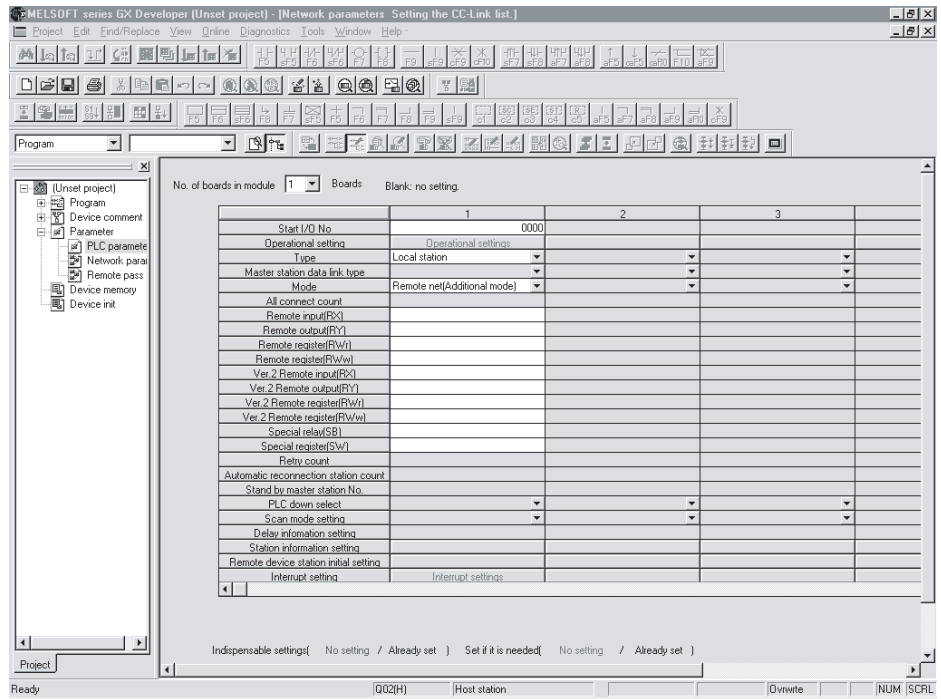 MELSOFT series GX Developer (Unset project) - [Network parameters Setting the CC-Link list.]
Project Edit Find/Replace View Online Diagnostics Tools Window Help
Program
(Unset project)
Program
Device comment
Parameter
PLC paramete
Network parar
Remote pass
Device memory
Device init
Project
No. of boards in module 1 Boards Blank: no setting.
1 2 3
Start I/O No 0000
Operational setting Operational settings
Type Local station
Master station data link type
Mode Remote net(Additional mode)
All connect count
Remote input(RX)
Remote output(RY)
Remote register(RWr)
Remote register(RWw)
Ver.2 Remote input(RX)
Ver.2 Remote output(RY)
Ver.2 Remote register(RWr)
Ver.2 Remote register(RWw)
Special relay(SB)
Special register(SW)
Retry count
Automatic reconnection station count
Stand by master station No.
PLC down select
Scan mode setting
Delay infomation setting
Station information setting
Remote device station initial setting
Interrupt setting Interrupt settings
Indispensable settings( No setting / Already set ) Set if it is needed( No setting / Already set )
Ready Q02(H) Host station Ovrwrte NUM SCRL